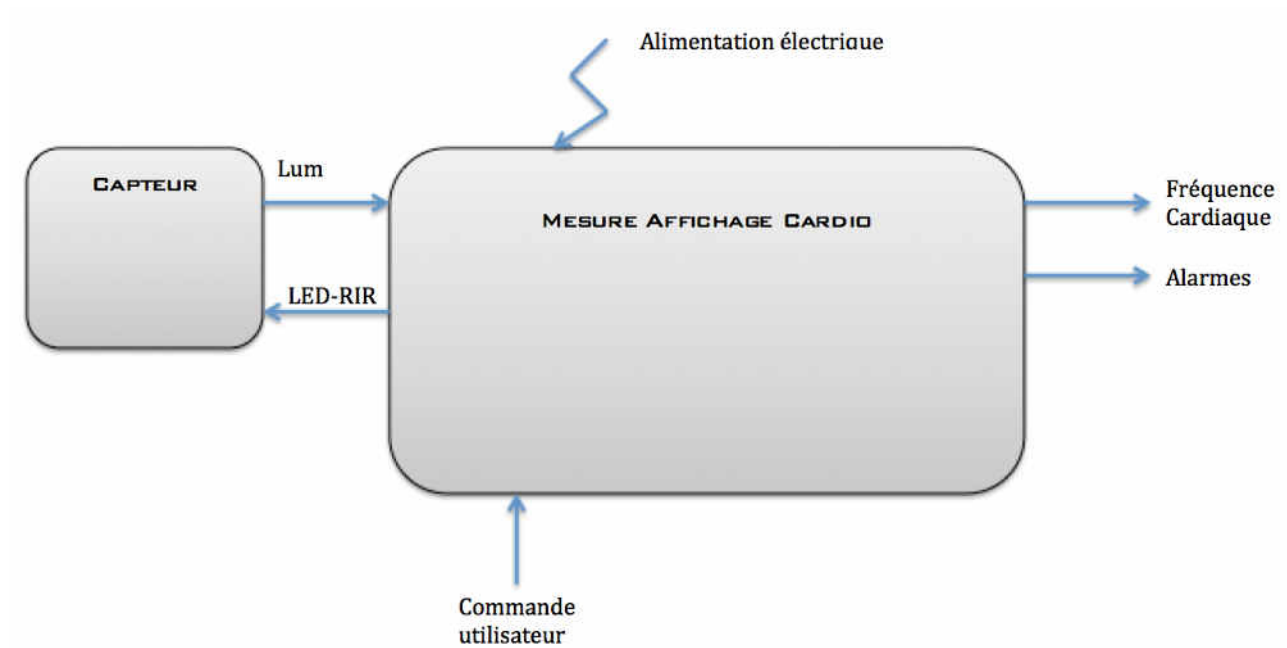 Alimentation électrique
Lum
CAPTEUR
MESURE AFFICHAGE CARDIO
Fréquence
Cardiaque
Alarmes
LED-RIR
Commande
utilisateur